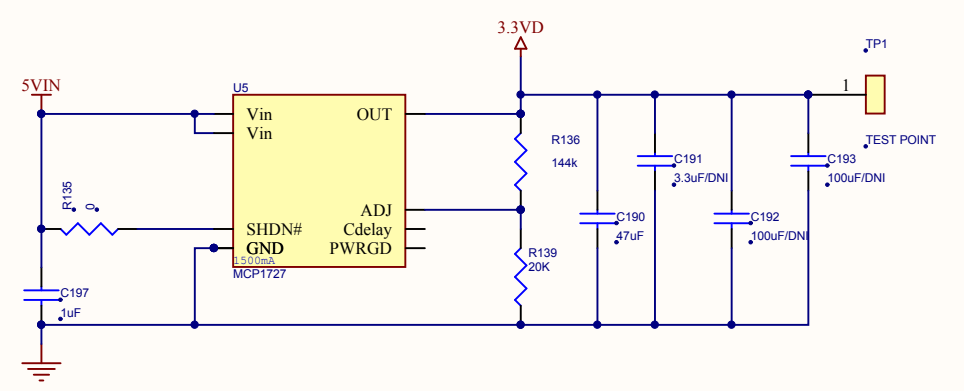 3.3VD
TP1
5VIN
U5
1
Vin
OUT
Vin
R136
TEST POINT
144k
C191
C193
3.3uF/DNI
100uF/DNI
R135
0
ADJ
C190
C192
SHDN#
Cdelay
47uF
100uF/DNI
GND
PWRGD
R139
1500mA
20K
MCP1727
C197
1uF